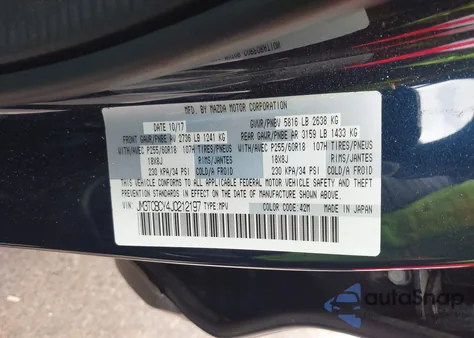 MFG. BY MAZDA MOTOR CORPORATION
DATE 10/17 GVWR/PNBV 5816 LB 2638 KG
FRONT GAWR/PNBE AV 2736 LB 1241 KG REAR GAWR/PNBE AR 3159 LB 1433 KG
WITH/AVEC P255/60R18 107H TIRES/PNEUS WITH/AVEC P255/60R18 107H TIRES/PNEUS
18X8J RIMS/JANTES 18X8J RIMS/JANTES
230 KPA/34 PSI COLD/A FROID 230 KPA/34 PSI COLD/A FROID
THIS VEHICLE CONFORMS TO ALL APPLICABLE FEDERAL MOTOR VEHICLE SAFETY AND THEFT
PREVENTION STANDARDS IN EFFECT ON THE DATE OF MANUFACTURE SHOWN ABOVE.
VIN: JM3TCBCY4J0212197 TYPE:MPV COLOR CODE:42M MADE IN JAPAN
autoSnap